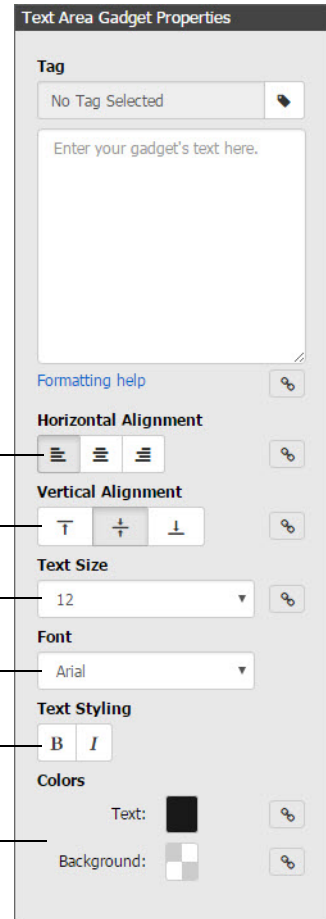 Text Area Gadget Properties
Tag
No Tag Selected
Enter your gadget's text here.
Formatting help
Horizontal Alignment
Vertical Alignment
Text Size
12
Font
Arial
Text Styling
B I
Colors
Text:
Background: